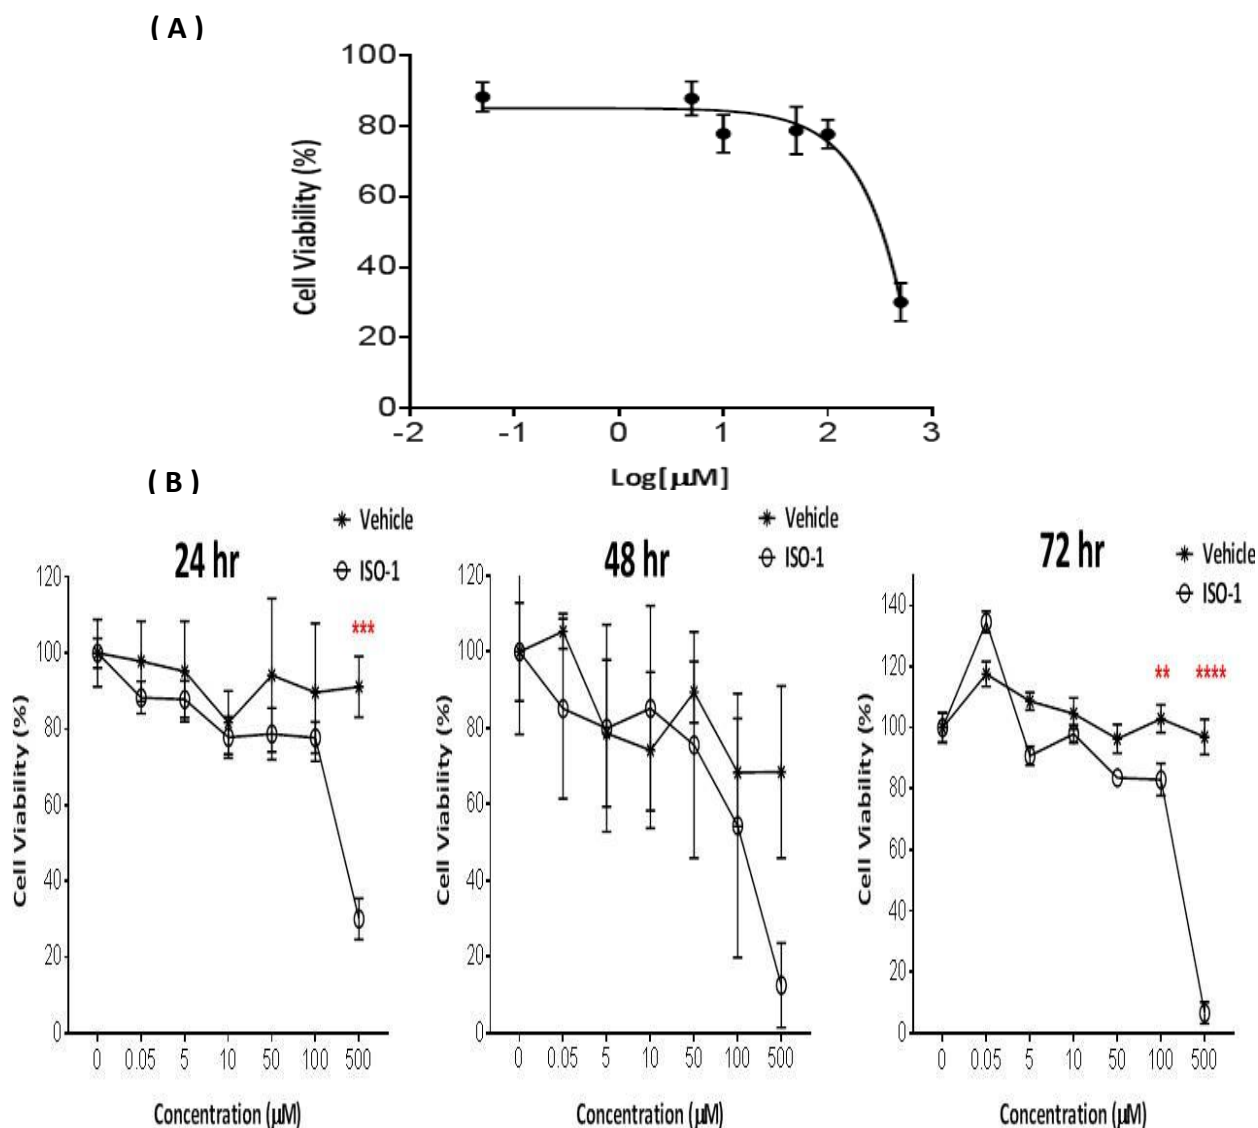 ( A )
100
80
60
40
20
0
Cell Viability (%)
-2 -1 0 1 2 3
Log[µM]
( B )
Vehicle
ISO-1
24 hr
***
120
100
80
60
40
20
0
Cell Viability (%)
0 0.05 5 10 50 100 500
Concentration (µM)
Vehicle
ISO-1
48 hr
120
100
80
60
40
20
0
Cell Viability (%)
0 0.05 5 10 50 100 500
Concentration (µM)
Vehicle
ISO-1
72 hr
** ****
140
120
100
80
60
40
20
0
Cell Viability (%)
0 0.05 5 10 50 100 500
Concentration (µM)